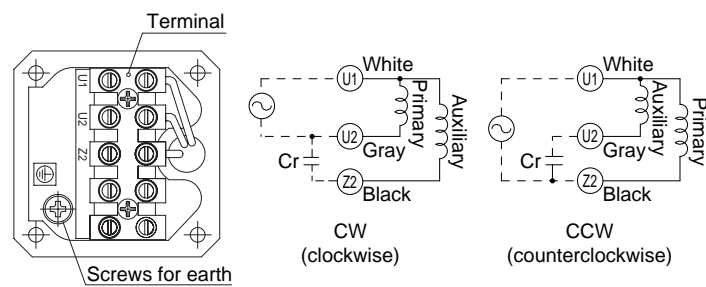 Terminal
U1
U2
Z2
Screws for earth
U1
White
Primary
Auxiliary
U2
Gray
Cr
Z2
Black
CW
(clockwise)
U1
White
Auxiliary
Primary
U2
Gray
Cr
Z2
Black
CCW
(counterclockwise)